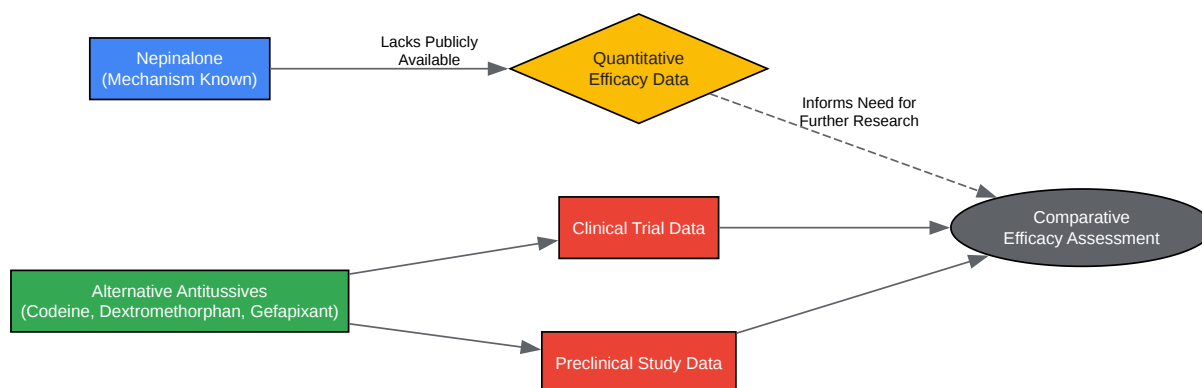 Nepinalone
(Mechanism Known)
Lacks Publicly
Available
Quantitative
Efficacy Data
Informs Need for
Further Research
Clinical Trial Data
Comparative
Efficacy Assessment
Alternative Antitussives
(Codeine, Dextromethorphan, Gefapixant)
Preclinical Study Data